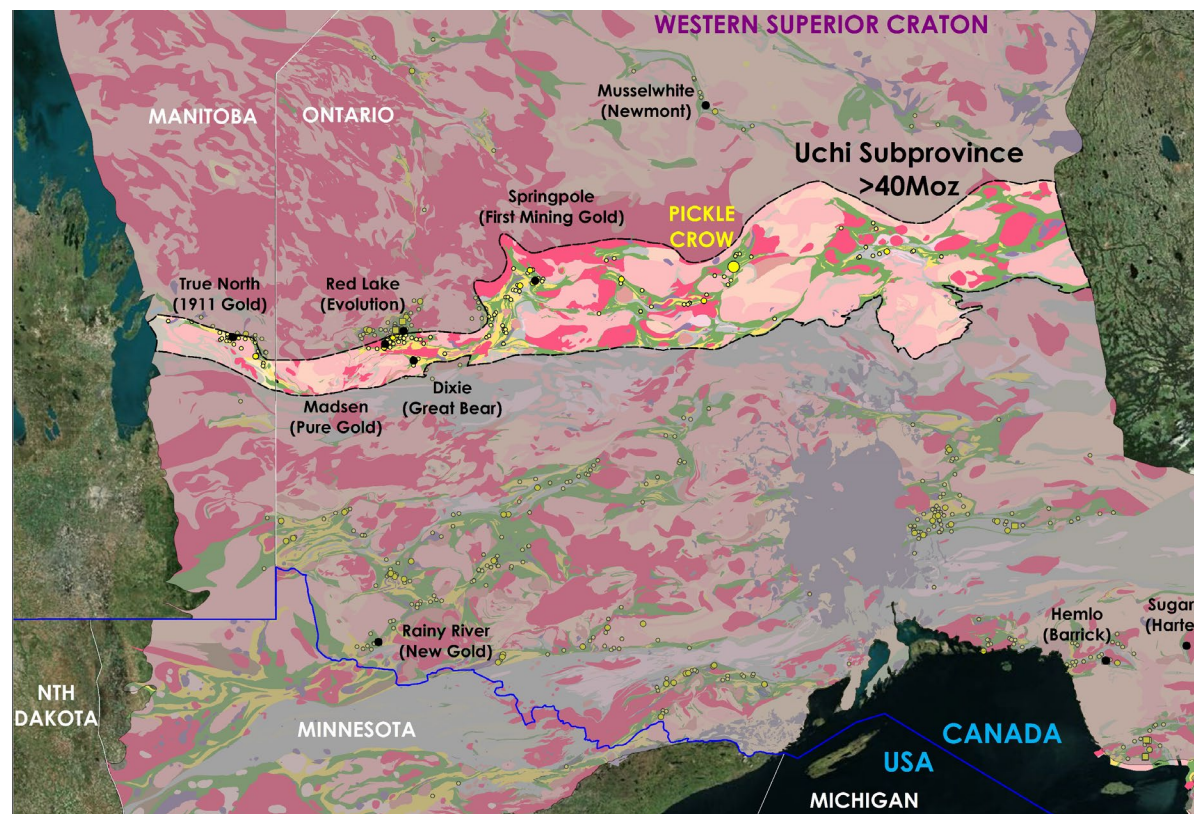 WESTERN SUPERIOR CRATON
Musselwhite
(Newmont)
MANITOBA
ONTARIO
Uchi Subprovince
>40Moz
Springpole
(First Mining Gold)
PICKLE
CROW
True North
(1911 Gold)
Red Lake
(Evolution)
Dixie
(Great Bear)
Madsen
(Pure Gold)
Rainy River
(New Gold)
Hemlo
(Barrick)
Sugar
(Harte
NTH
DAKOTA
MINNESOTA
CANADA
USA
MICHIGAN